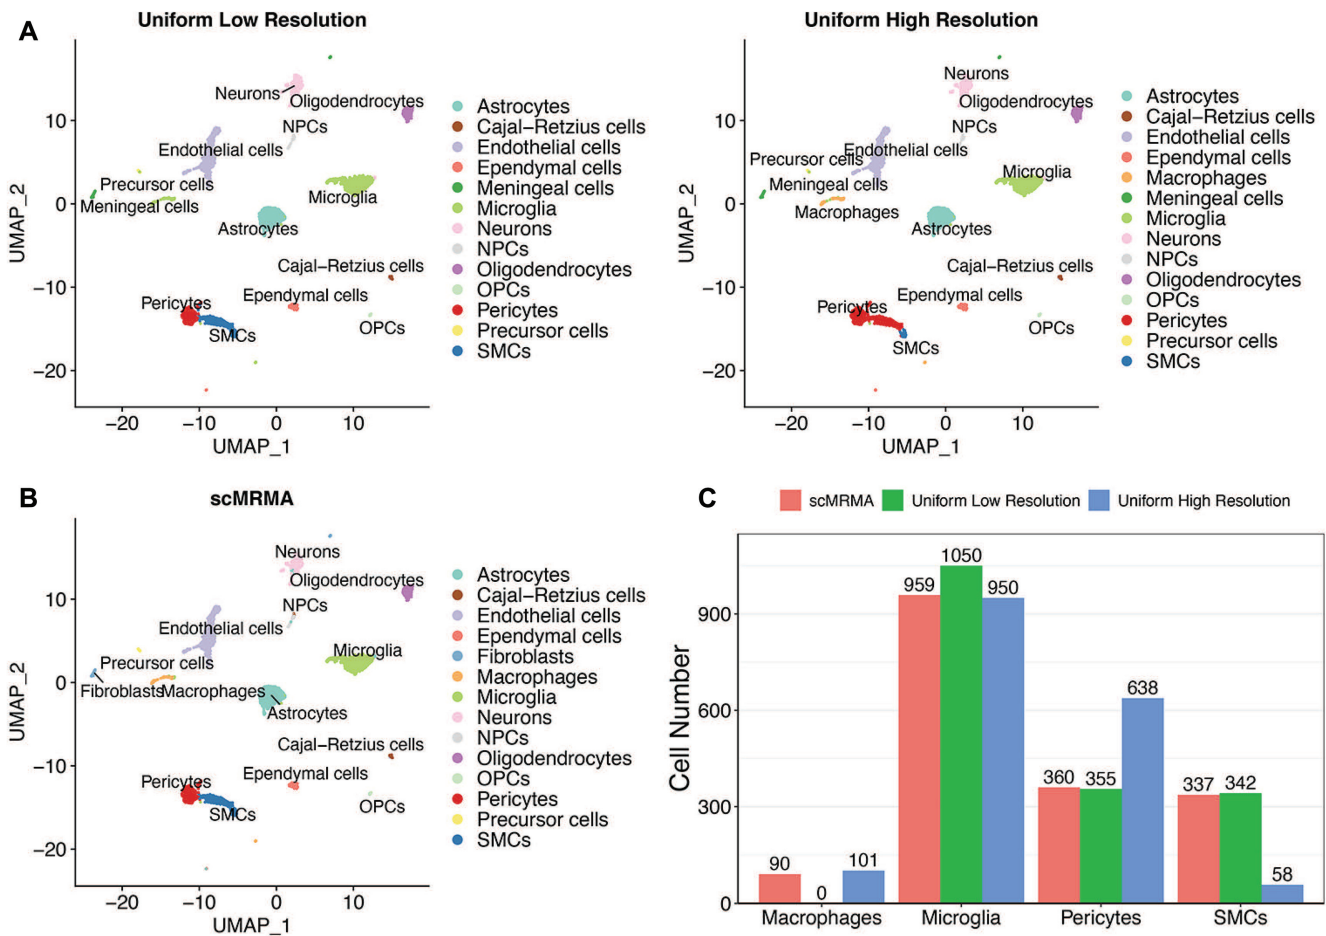 A
Uniform Low Resolution
UMAP_2
10
0
−10
−20
−20
−10
0
10
UMAP_1
Neurons
Oligodendrocytes
NPCs
Endothelial cells
Precursor cells
Meningeal cells
Microglia
Astrocytes
Cajal−Retzius cells
Ependymal cells
Pericytes
SMCs
OPCs
Astrocytes
Cajal−Retzius cells
Endothelial cells
Ependymal cells
Meningeal cells
Microglia
Neurons
NPCs
Oligodendrocytes
OPCs
Pericytes
Precursor cells
SMCs
Uniform High Resolution
UMAP_2
10
0
−10
−20
−20
−10
0
10
UMAP_1
Neurons
Oligodendrocytes
NPCs
Endothelial cells
Precursor cells
Microglia
Meningeal cells
Macrophages
Astrocytes
Cajal−Retzius cells
Ependymal cells
Pericytes
OPCs
SMCs
Astrocytes
Cajal−Retzius cells
Endothelial cells
Ependymal cells
Macrophages
Meningeal cells
Microglia
Neurons
NPCs
Oligodendrocytes
OPCs
Pericytes
Precursor cells
SMCs
B
scMRMA
UMAP_2
10
0
−10
−20
−20
−10
0
10
UMAP_1
Neurons
Oligodendrocytes
NPCs
Endothelial cells
Microglia
Precursor cells
Fibroblasts
Macrophages
Astrocytes
Cajal−Retzius cells
Ependymal cells
Pericytes
OPCs
SMCs
Astrocytes
Cajal−Retzius cells
Endothelial cells
Ependymal cells
Fibroblasts
Macrophages
Microglia
Neurons
NPCs
Oligodendrocytes
OPCs
Pericytes
Precursor cells
SMCs
C
scMRMA
Uniform Low Resolution
Uniform High Resolution
Cell Number
900
600
300
0
90
0
101
959
1050
950
360
355
638
337
342
58
Macrophages
Microglia
Pericytes
SMCs